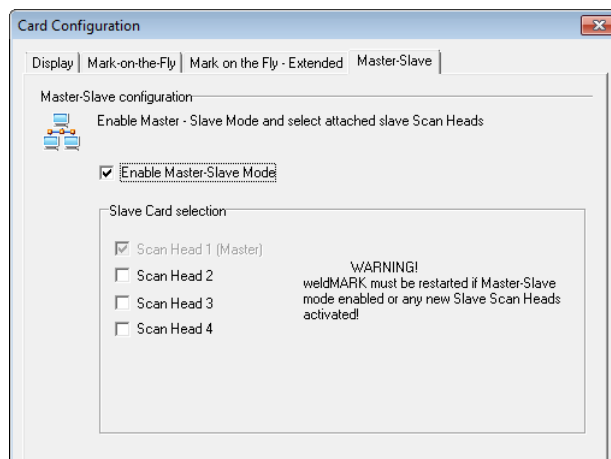 Card Configuration
Display
Mark-on-the-Fly
Mark on the Fly - Extended
Master-Slave
Master-Slave configuration
Enable Master - Slave Mode and select attached slave Scan Heads
Enable Master-Slave Mode
Slave Card selection
Scan Head 1 (Master)
Scan Head 2
Scan Head 3
Scan Head 4
WARNING!
weldMARK must be restarted if Master-Slave
mode enabled or any new Slave Scan Heads
activated!